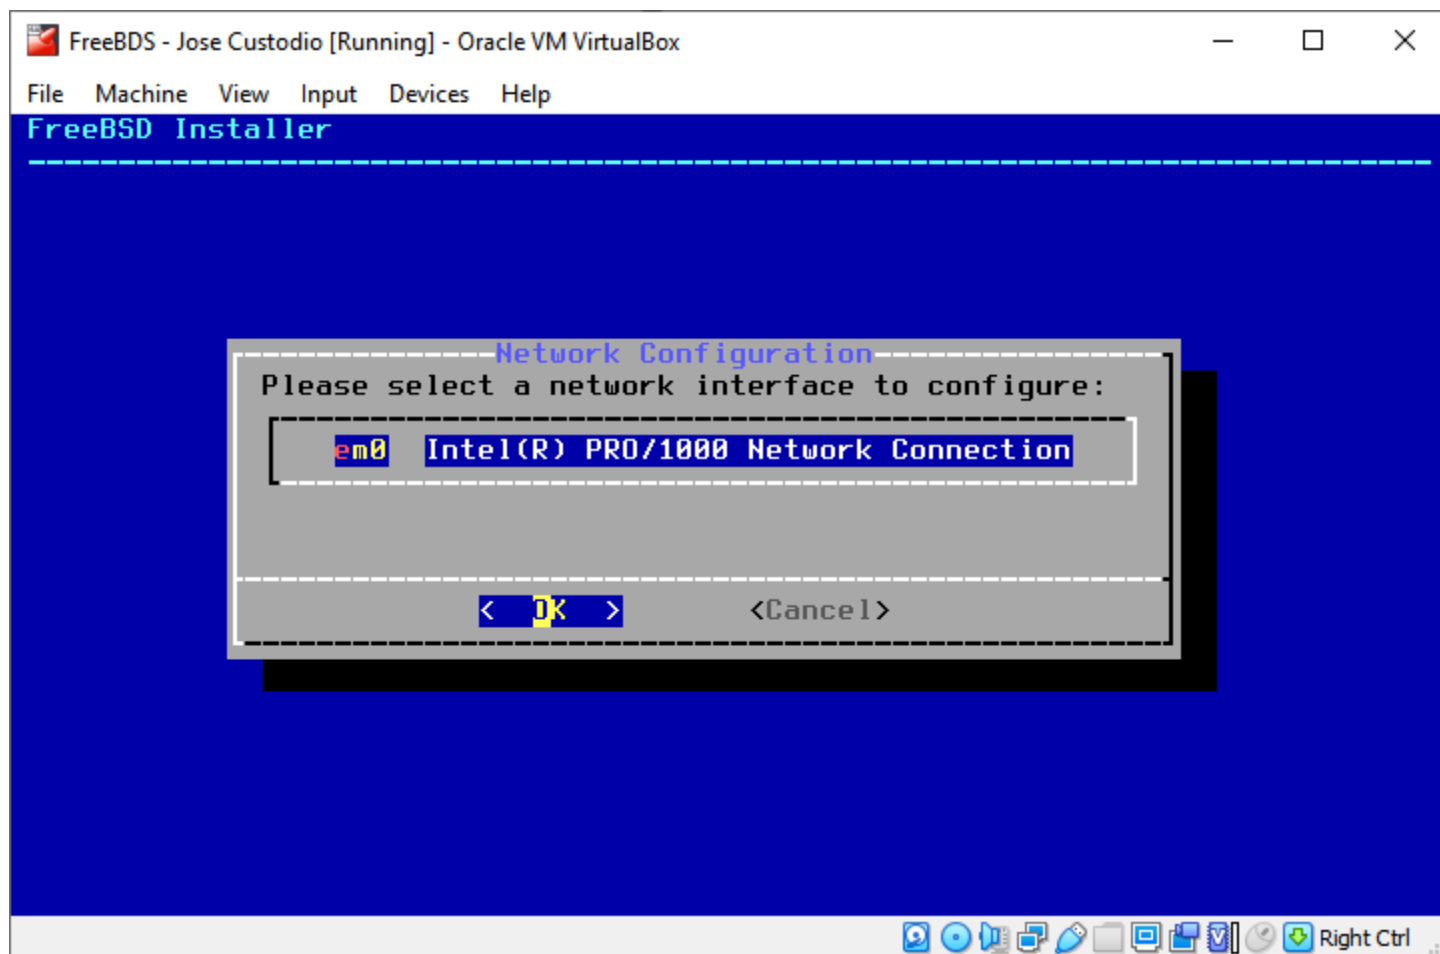 FreeBDS - Jose Custodio [Running] - Oracle VM VirtualBox
File Machine View Input Devices Help
FreeBSD Installer
Network Configuration
Please select a network interface to configure:
em0 Intel(R) PRO/1000 Network Connection
< OK > <Cancel>
Right Ctrl